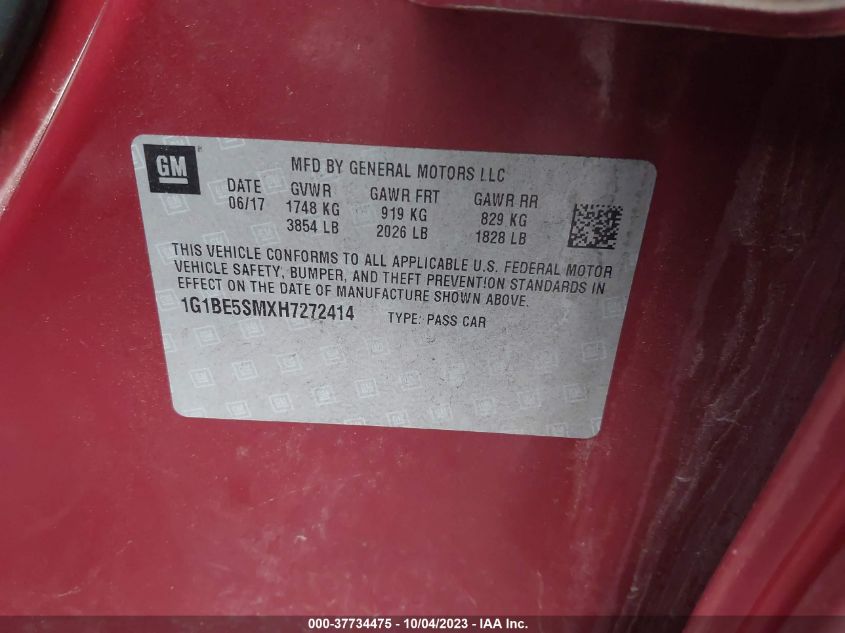 GM
MFD BY GENERAL MOTORS LLC
DATE GVWR GAWR FRT GAWR RR
06/17 1748 KG 919 KG 829 KG
3854 LB 2026 LB 1828 LB
THIS VEHICLE CONFORMS TO ALL APPLICABLE U.S. FEDERAL MOTOR
VEHICLE SAFETY, BUMPER, AND THEFT PREVENTION STANDARDS IN
EFFECT ON THE DATE OF MANUFACTURE SHOWN ABOVE.
1G1BE5SMXH7272414 TYPE: PASS CAR
000-37734475 - 10/04/2023 - IAA Inc.